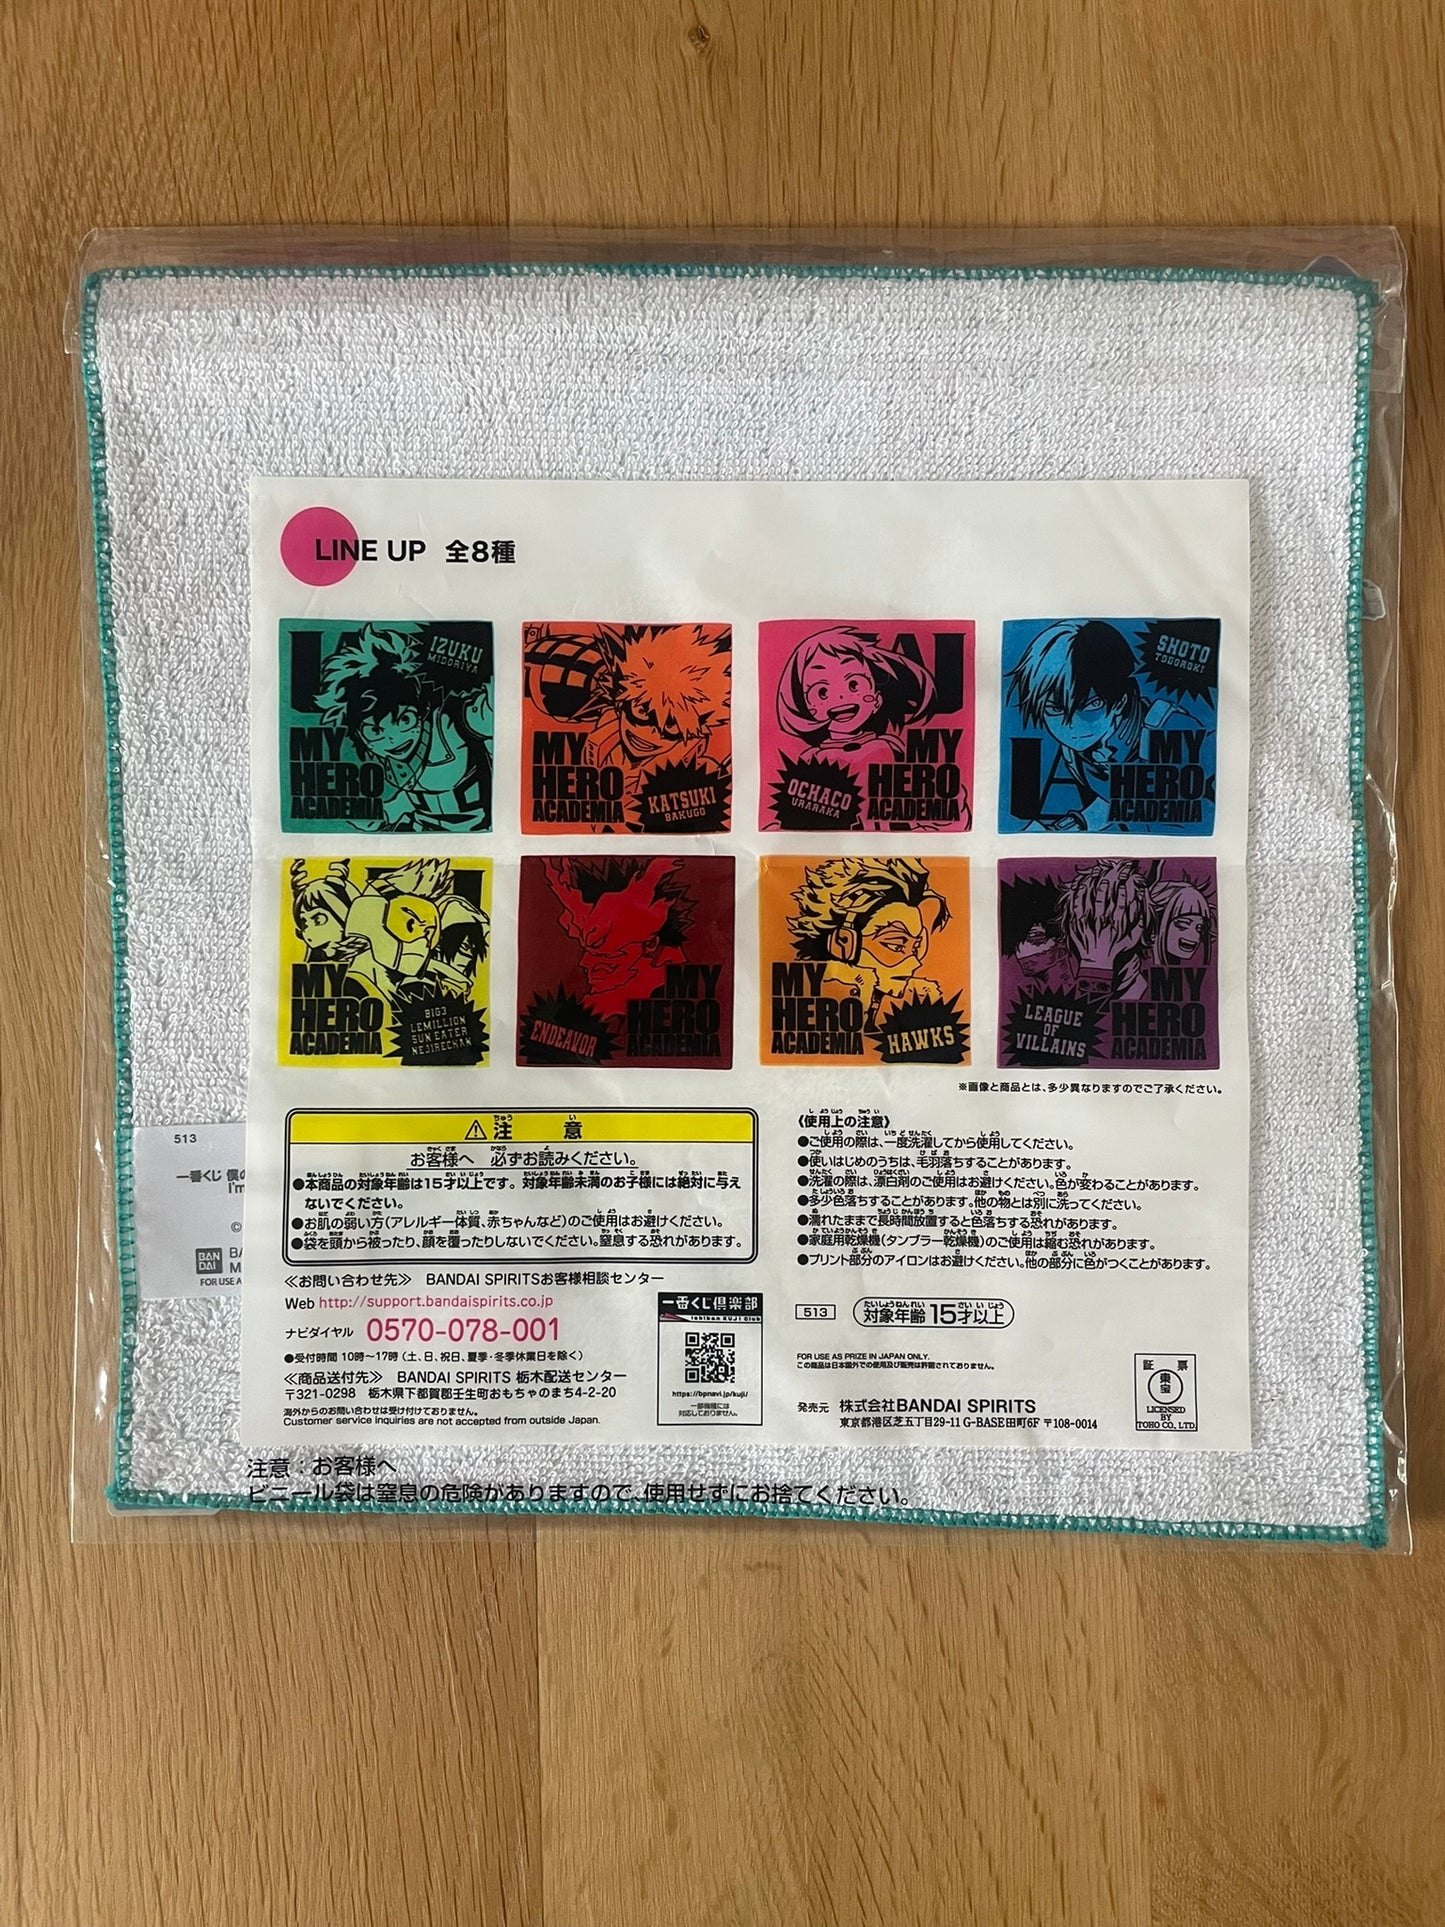 LINE UP 全8種
IZUKU
MIDORIYA
MY
HERO
ACADEMIA
MY
HERO
ACADEMIA
KATSUKI
BAKUGO
OCHACO
URARAKA
MY
HERO
ACADEMIA
SHOTO
TODOROKI
MY
HERO
ACADEMIA
MY
HERO
ACADEMIA
BIG3
LEMILLION
SUN EATER
NEJIRECHAN
ENDEAVOR
MY
HERO
ACADEMIA
MY
HERO
ACADEMIA
HAWKS
LEAGUE
OF
VILLAINS
MY
HERO
ACADEMIA
※画像と商品とは、多少異なりますのでご了承ください。
⚠注意
お客様へ 必ずお読みください。
●本商品の対象年齢は15才以上です。対象年齢未満のお子様には絶対に与え
ないでください。
●お肌の弱い方(アレルギー体質、赤ちゃんなど)のご使用はお避けください。
●袋を頭から被ったり、顔を覆ったりしないでください。窒息する恐れがあります。
≪お問い合わせ先≫ BANDAI SPIRITSお客様相談センター
Web http://support.bandaispirits.co.jp
ナビダイヤル 0570-078-001
●受付時間 10時〜17時(土、日、祝日、夏季・冬季休業日を除く)
≪商品送付先≫ BANDAI SPIRITS 栃木配送センター
〒321-0298 栃木県下都賀郡壬生町おもちゃのまち4-2-20
海外からのお問い合わせは受け付けておりません。
Customer service inquiries are not accepted from outside Japan.
一番くじ倶楽部
Ichiban KUJI Club
https://bpnavi.jp/kuji/
一部機種には
対応しておりません。
《使用上の注意》
●ご使用の際は、一度洗濯してから使用してください。
●使いはじめのうちは、毛羽落ちすることがあります。
●洗濯の際は、漂白剤のご使用はお避けください。色が変わることがあります。
●多少色落ちすることがあります。他の物とは別に洗ってください。
●濡れたままで長時間放置すると色落ちする恐れがあります。
●家庭用乾燥機(タンブラー乾燥機)のご使用は縮む恐れがあります。
●プリント部分のアイロンはお避けください。他の部分に色がつくことがあります。
513 対象年齢15才以上
FOR USE AS PRIZE IN JAPAN ONLY.
この商品は日本国外での使用及び販売は許諾されておりません。
発売元 株式会社BANDAI SPIRITS
東京都港区芝五丁目29-11 G-BASE田町6F 〒108-0014
証票
東宝
LICENSED
BY
TOHO CO., LTD.
513
一番くじ 僕の
I'm
©
BAN
DAI
BA
M
FOR USE A
注意：お客様へ
ビニール袋は窒息の危険がありますので、使用せずにお捨てください。